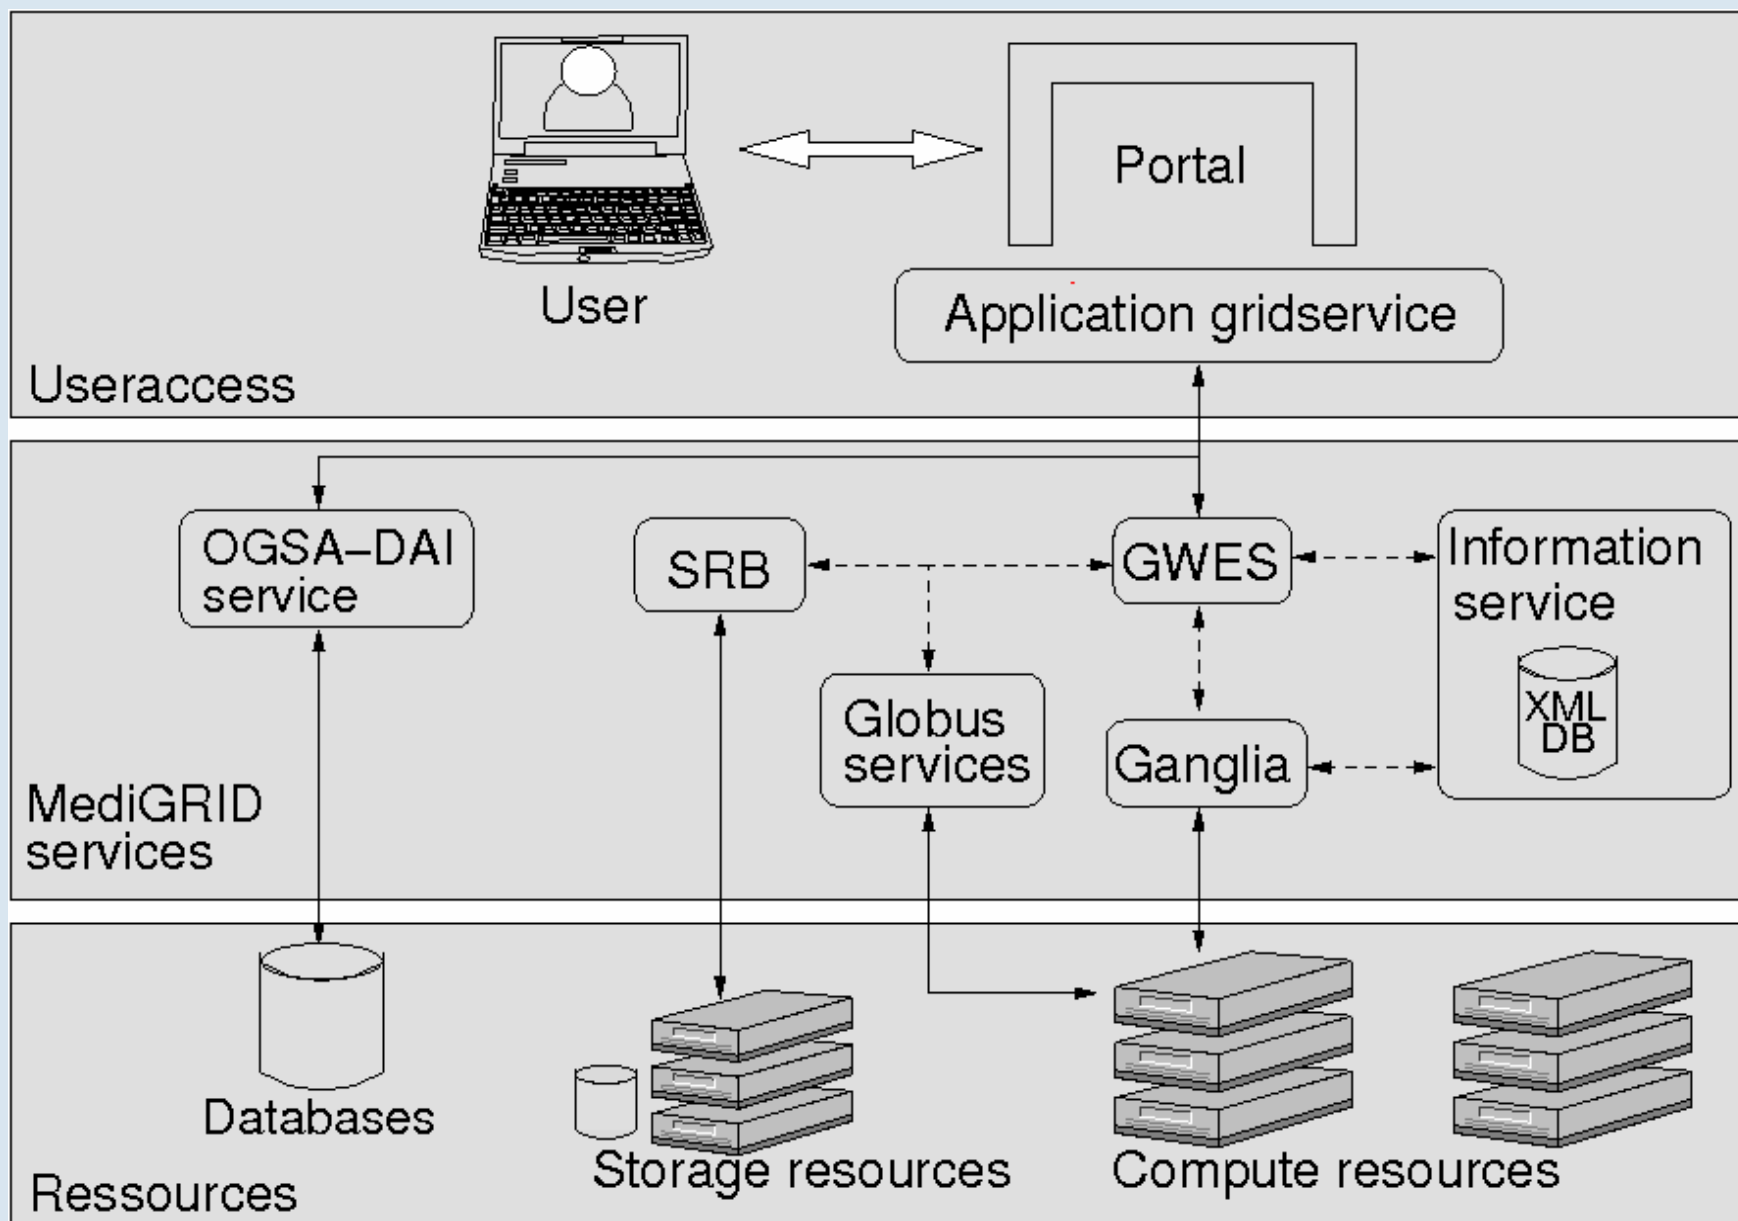 Portal
User
Application gridservice
Useraccess
OGSA-DAI
service
SRB
GWES
Information
service
XML
DB
Globus
services
Ganglia
MediGRID
services
Databases
Storage resources
Compute resources
Ressources